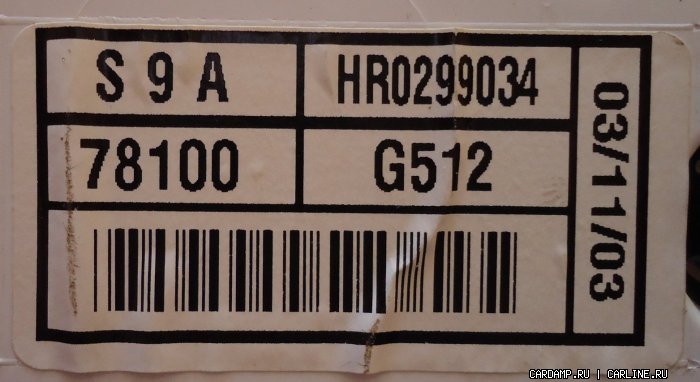 S 9 A
HR0299034
78100
G512
03/11/03
CARDAMP.RU | CARLINE.RU